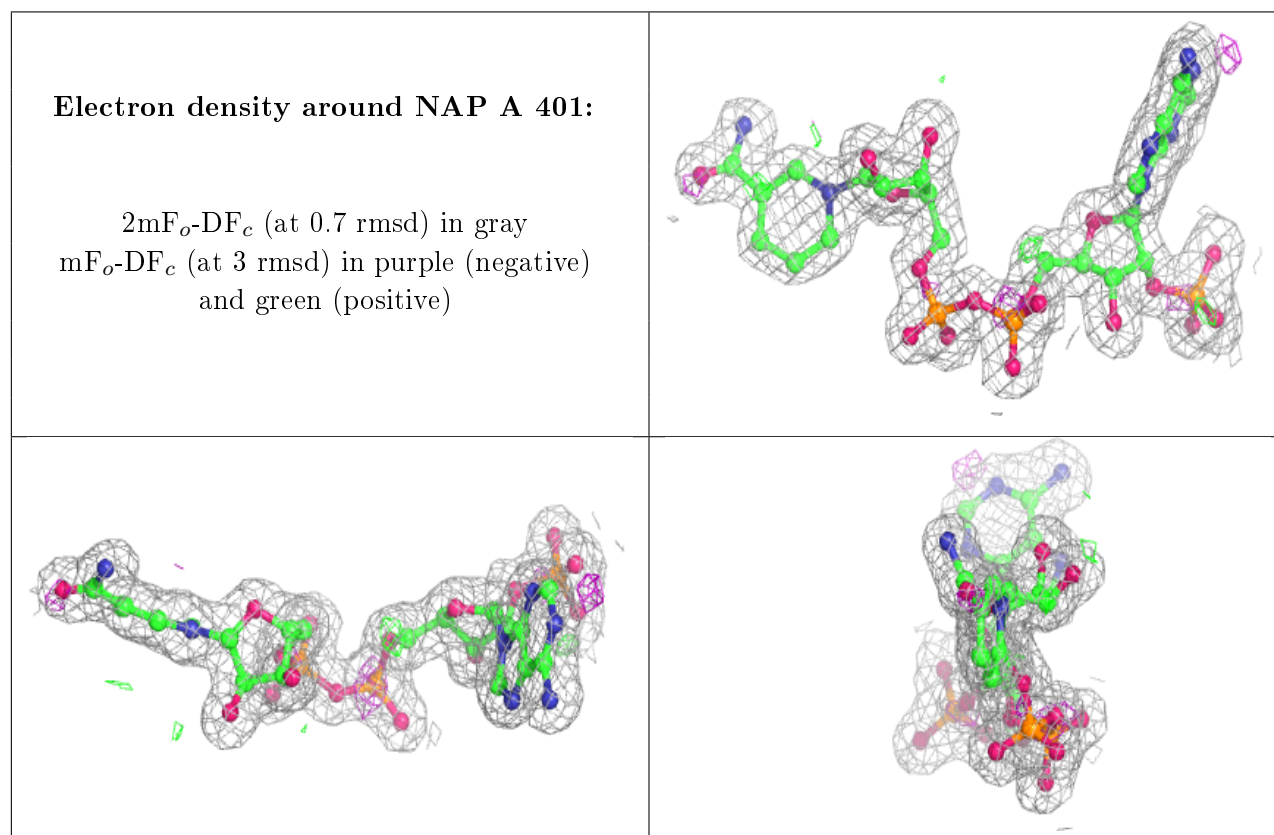 Electron density around NAP A 401:
2mFo-DFc (at 0.7 rmsd) in gray
mFo-DFc (at 3 rmsd) in purple (negative)
and green (positive)